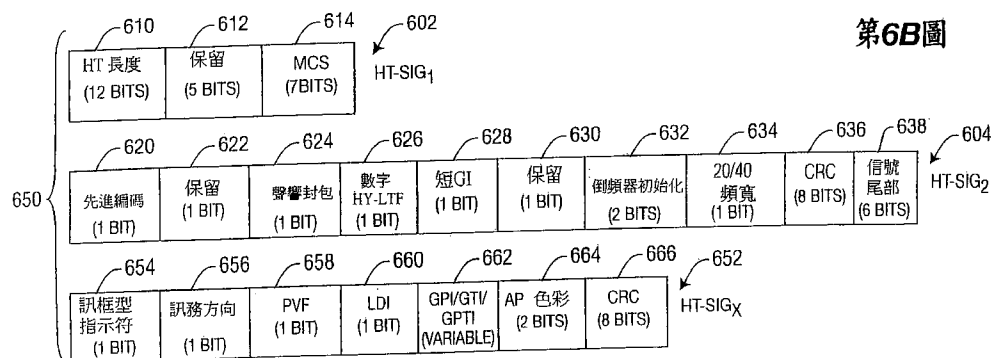 第6B圖
650
610
612
614
602
HT 長度
(12 BITS)
保留
(5 BITS)
MCS
(7BITS)
HT-SIG1
620
622
624
626
628
630
632
634
636
638
604
先進編碼
(1 BIT)
保留
(1 BIT)
聲響封包
(1 BIT)
數字
HY-LTF
(1 BIT)
短GI
(1 BIT)
保留
(1 BIT)
倒頻器初始化
(2 BITS)
20/40
頻寬
(1 BIT)
CRC
(8 BITS)
信號
尾部
(6 BITS)
HT-SIG2
654
656
658
660
662
664
666
652
訊框型
指示符
(1 BIT)
訊務方向
(1 BIT)
PVF
(1 BIT)
LDI
(1 BIT)
GPI/GTI/
GPTI
(VARIABLE)
AP 色彩
(2 BITS)
CRC
(8 BITS)
HT-SIGX